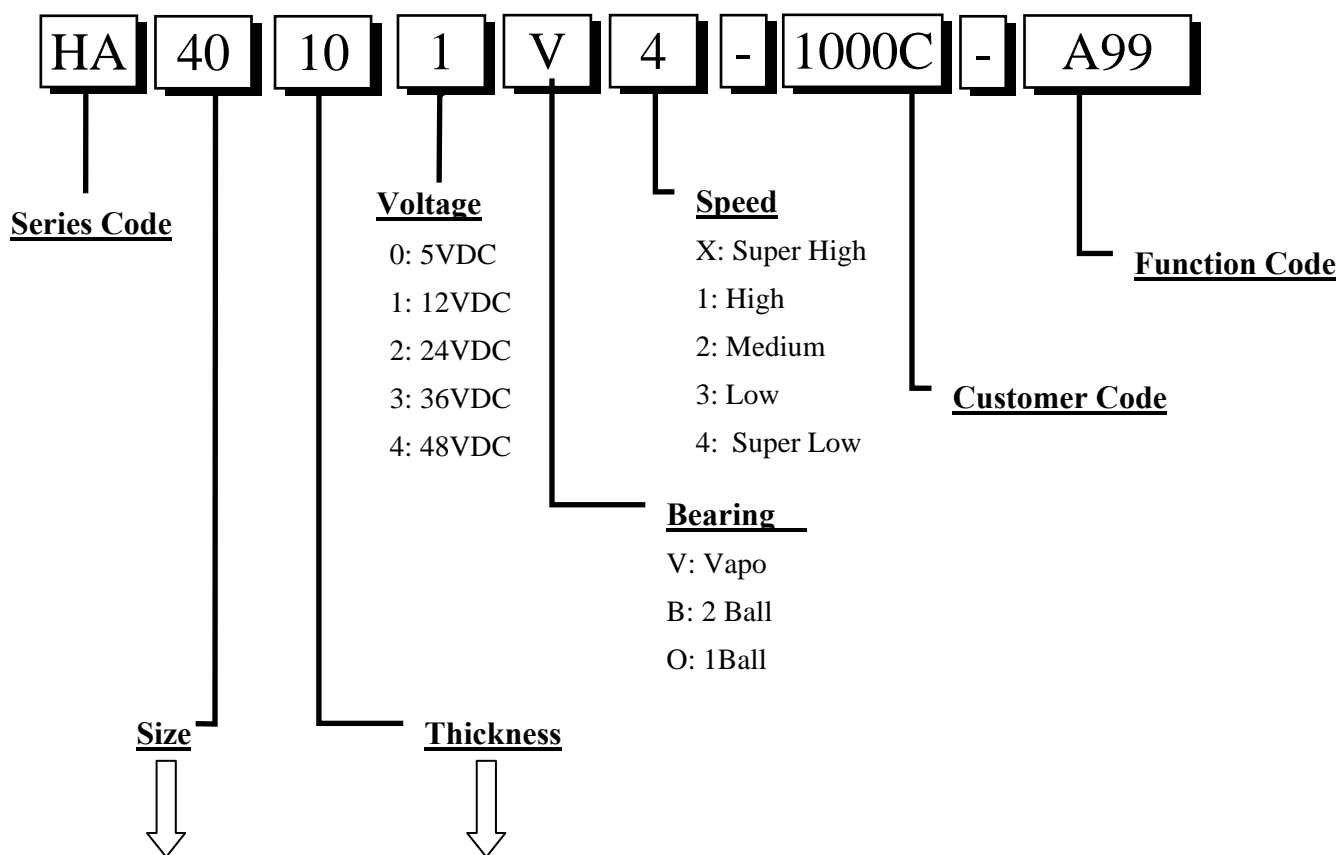 HA 40 10 1 V 4 - 1000C - A99
Series Code
Voltage
0: 5VDC
1: 12VDC
2: 24VDC
3: 36VDC
4: 48VDC
Speed
X: Super High
1: High
2: Medium
3: Low
4: Super Low
Function Code
Customer Code
Bearing
V: Vapo
B: 2 Ball
O: 1Ball
Size
Thickness